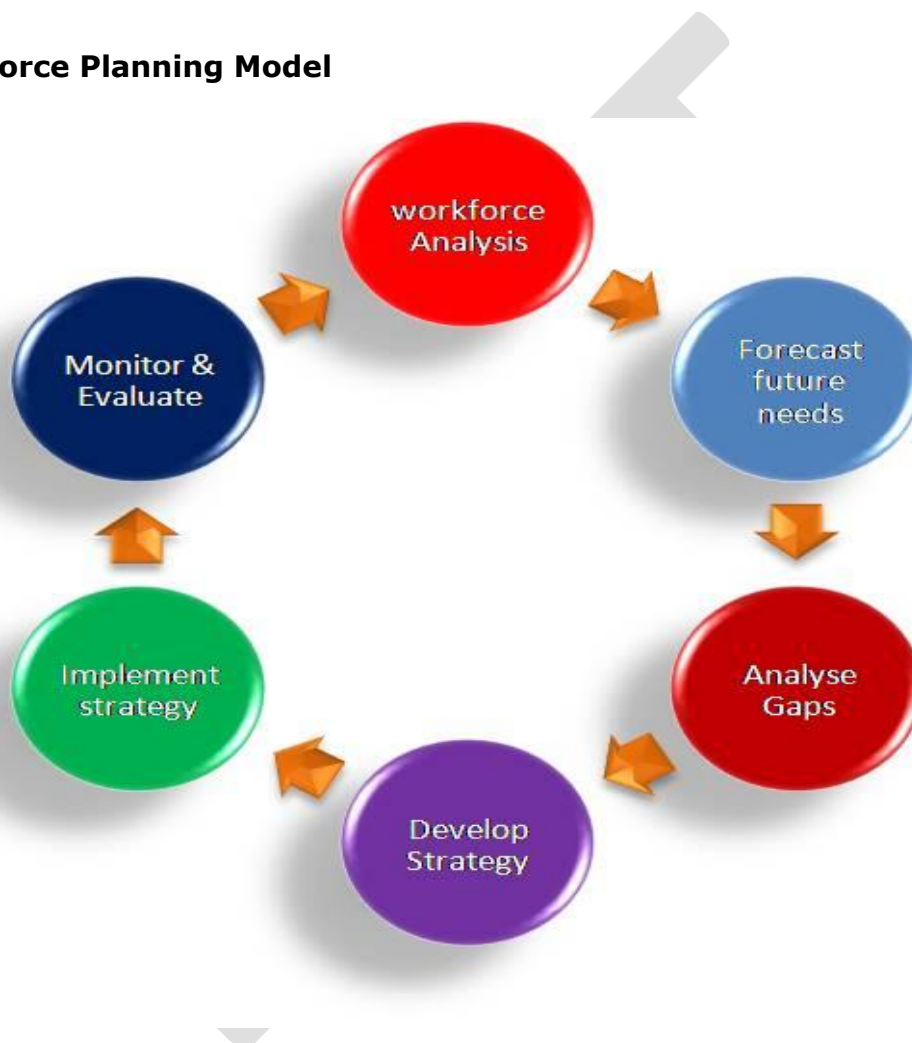 orce Planning Model
workforce
Analysis
Forecast
future
needs
Analyse
Gaps
Develop
Strategy
Implement
strategy
Monitor &
Evaluate